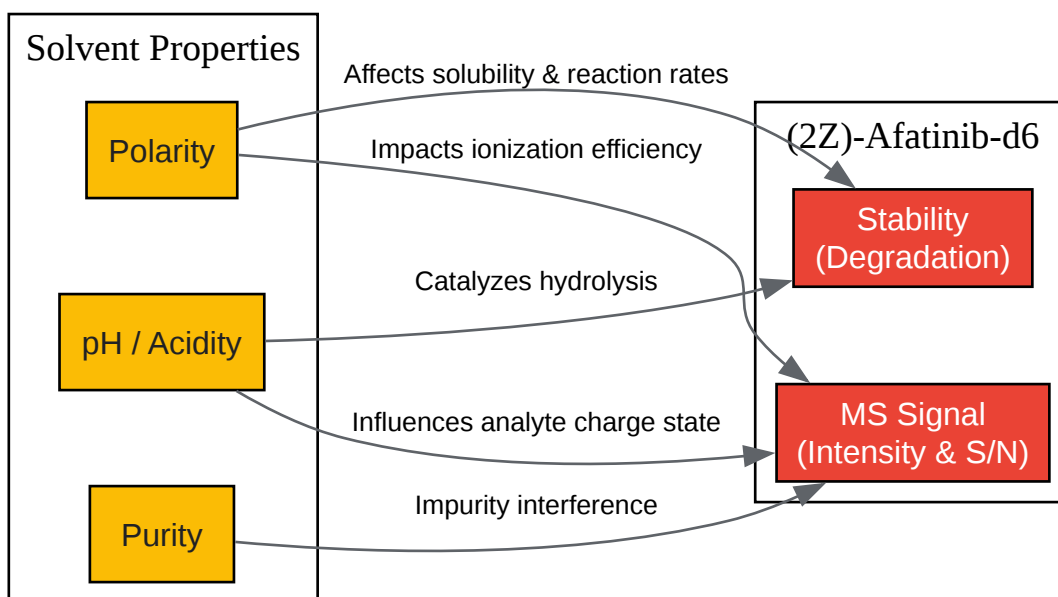 Solvent Properties
Affects solubility & reaction rates
Polarity
Impacts ionization efficiency
(2Z)-Afatinib-d6
Stability
(Degradation)
Catalyzes hydrolysis
pH / Acidity
Influences analyte charge state
MS Signal
(Intensity & S/N)
Impurity interference
Purity